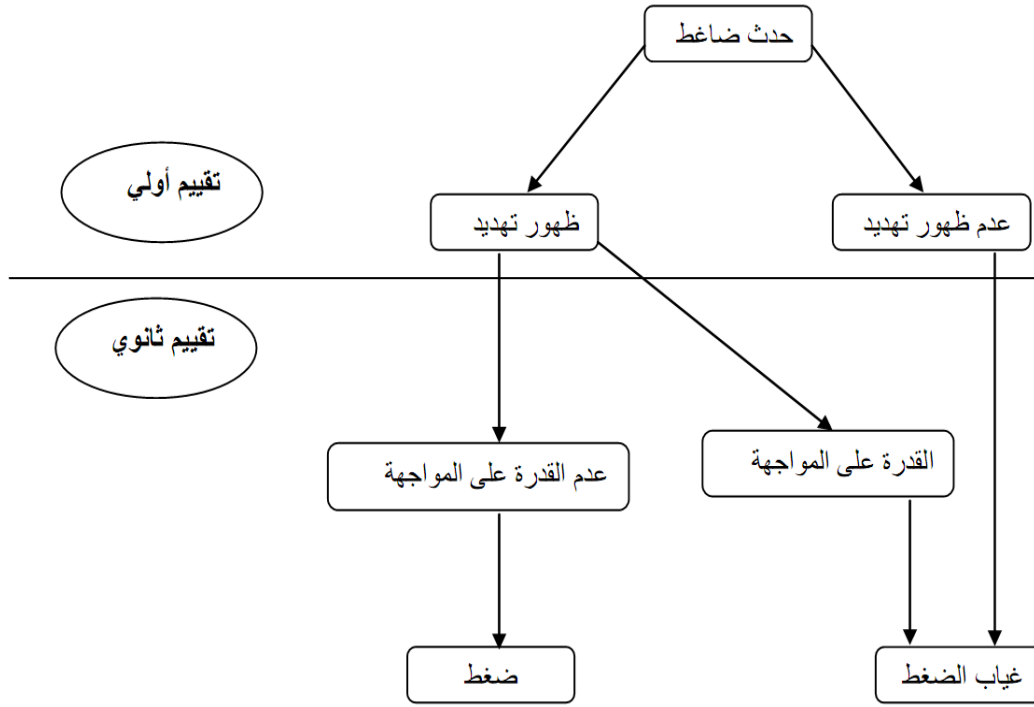 حدث ضاغط
تقييم أولي
ظهور تهديد
عدم ظهور تهديد
تقييم ثانوي
القدرة على المواجهة
عدم القدرة على المواجهة
ضغط
غياب الضغط